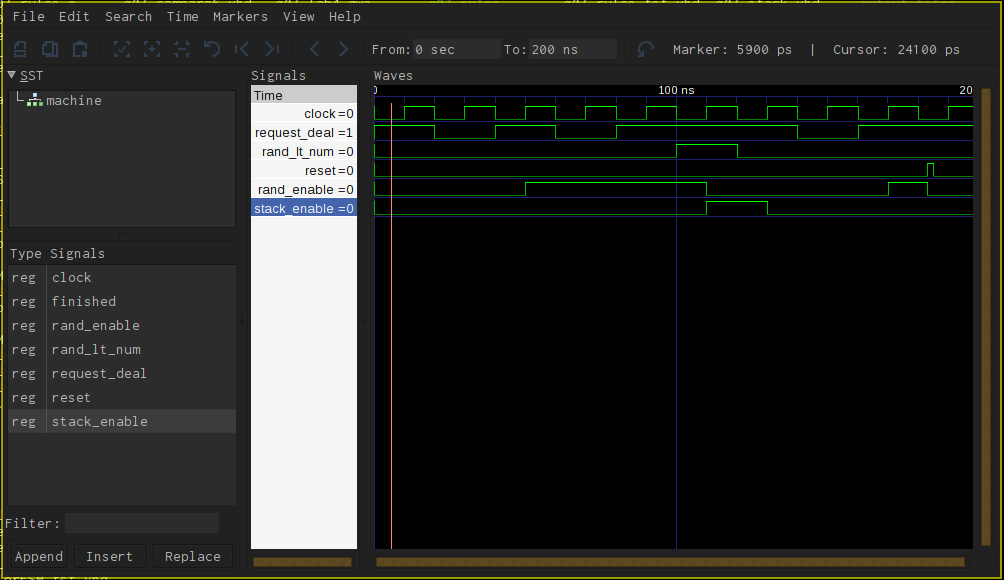 File Edit Search Time Markers View Help
From: 0 sec To: 200 ns Marker: 5900 ps | Cursor: 24100 ps
SST
machine
Type Signals
reg clock
reg finished
reg rand_enable
reg rand_lt_num
reg request_deal
reg reset
reg stack_enable
Filter:
Append Insert Replace
Signals
Time
clock=0
request_deal=1
rand_lt_num=0
reset=0
rand_enable=0
stack_enable=0
Waves
0 100 ns 20